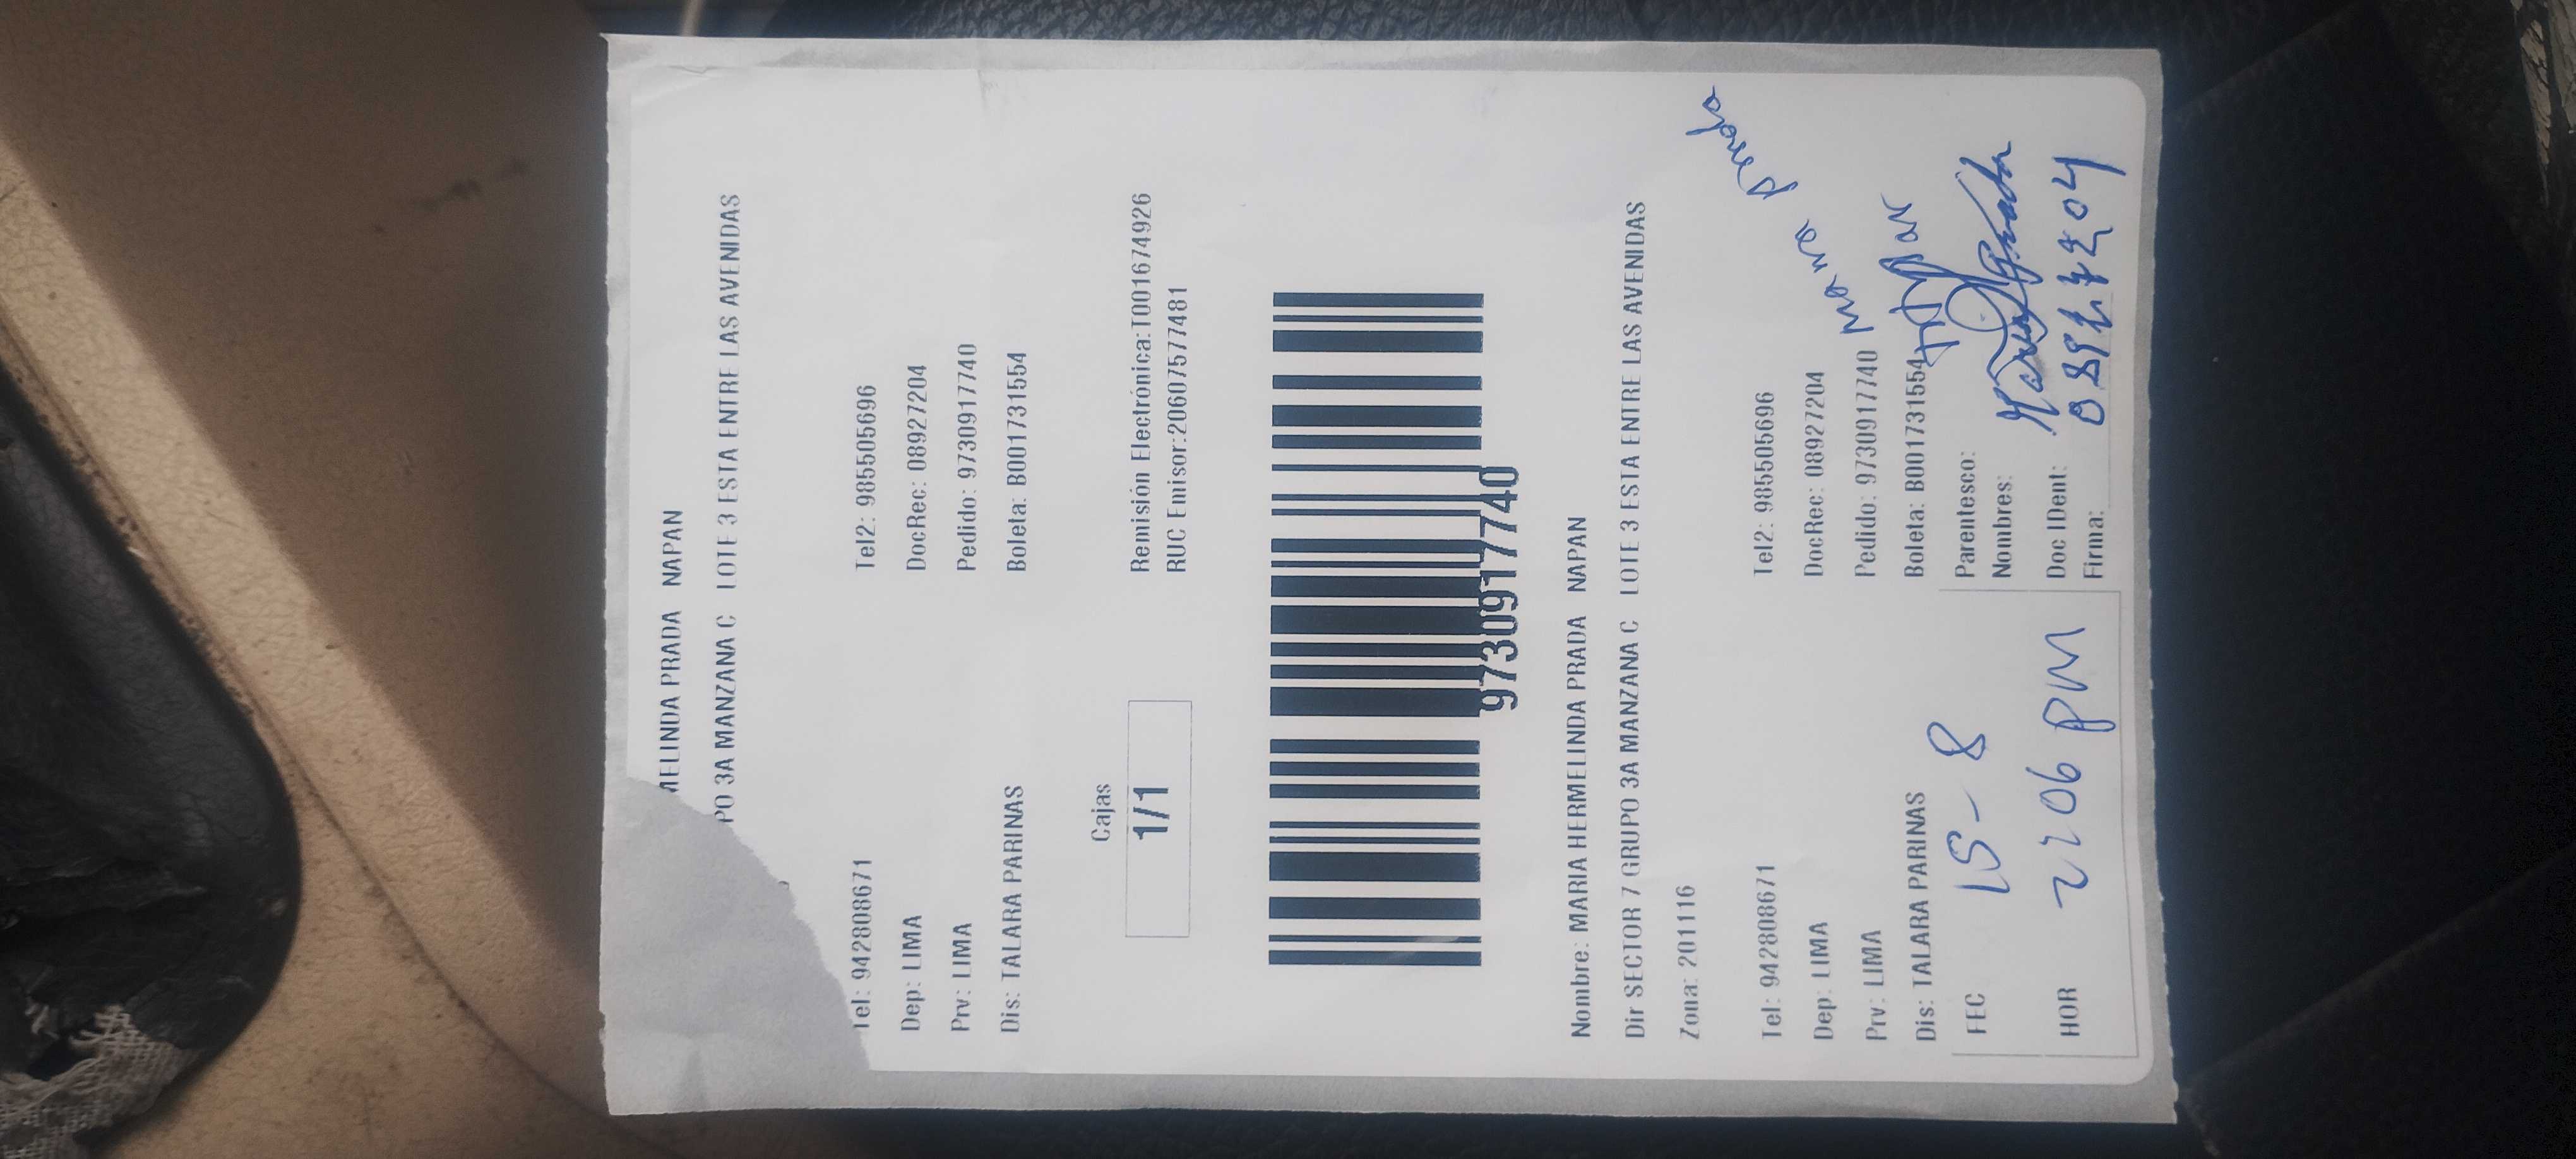 MELINDA PRADA NAPAN
PO 3A MANZANA C LOTE 3 ESTA ENTRE LAS AVENIDAS
Tel: 942808671 Tel2: 985505696
Dep: LIMA DocRec: 08927204
Prv: LIMA Pedido: 9730917740
Dis: TALARA PARINAS Boleta: B001731554
Cajas
1/1
Remisión Electrónica:T001674926
RUC Emisor:20607577481
9730917740
Nombre: MARIA HERMELINDA PRADA NAPAN
Dir SECTOR 7 GRUPO 3A MANZANA C LOTE 3 ESTA ENTRE LAS AVENIDAS
Zona: 201116
Tel: 942808671 Tel2: 985505696
Dep: LIMA DocRec: 08927204
Prv: LIMA Pedido: 9730917740
Dis: TALARA PARINAS Boleta: B001731554
FEC 15-8 Parentesco:
Nombres:
HOR 2206 PM Doc IDent: 08927204
Firma: